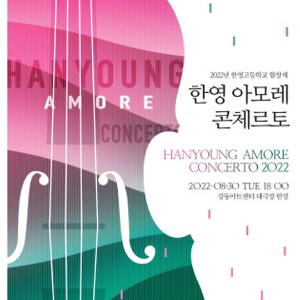 HANYOUNG
AMORE
CONCERTO
2022년 한영고등학교 합창제
한영 아모레
콘체르토
HANYOUNG AMORE
CONCERTO 2022
2022-08-30 TUE 18:00
강동아트센터 대극장 한강